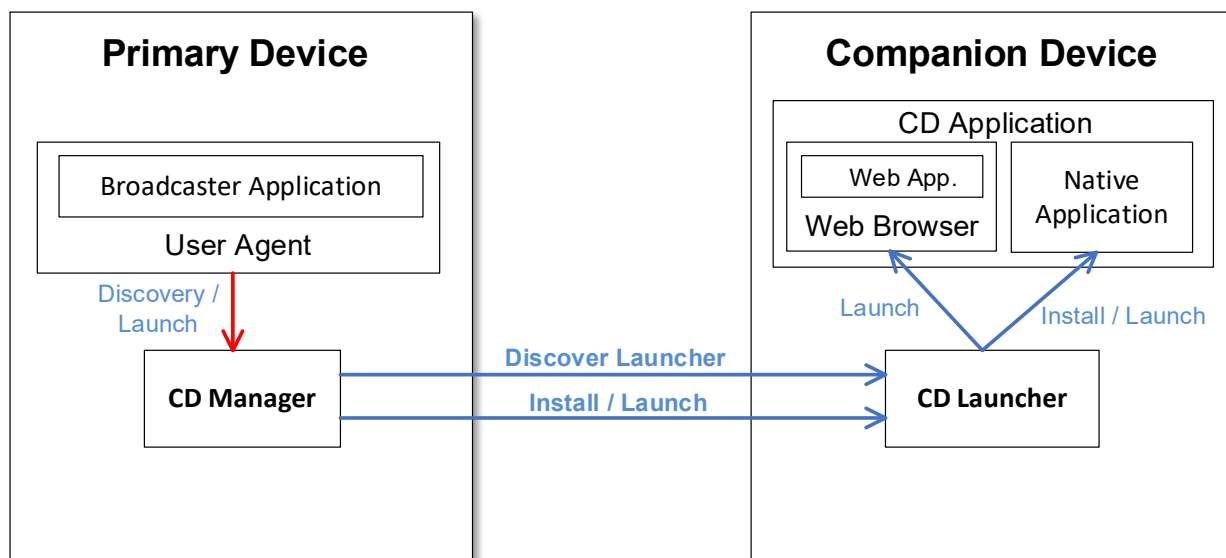 Primary Device
Broadcaster Application
User Agent
Discovery /
Launch
CD Manager
Discover Launcher
Install / Launch
Companion Device
CD Application
Web App.
Web Browser
Native
Application
Launch
Install / Launch
CD Launcher